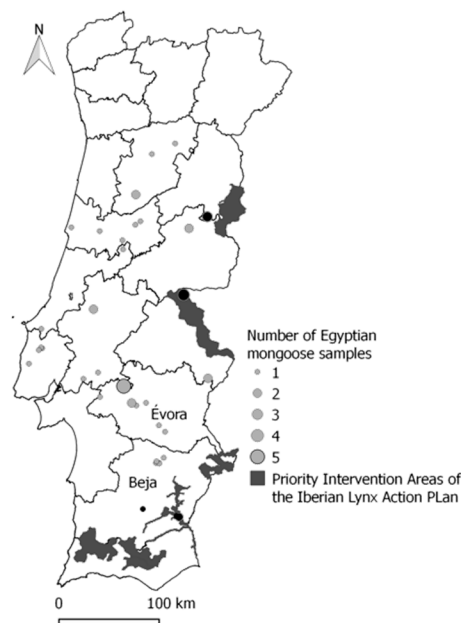 N
Number of Egyptian
mongoose samples
1
2
3
4
5
Priority Intervention Areas of
the Iberian Lynx Action PLan
Évora
Beja
0 100 km